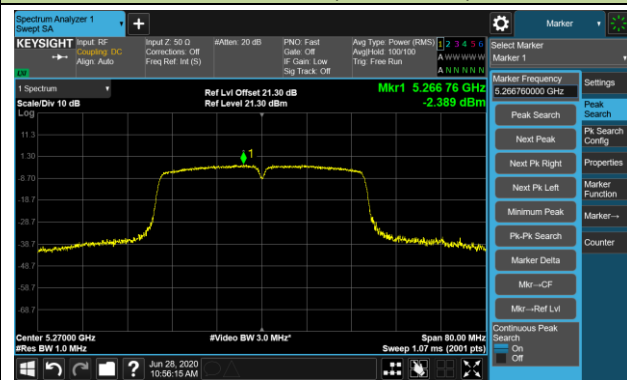 Spectrum Analyzer 1
Swept SA
Marker
KEYSIGHT
Input: RF
Coupling: DC
Align: Auto
Input Z: 50 Ω
Corrections: Off
Freq Ref: Int (S)
#Atten: 20 dB
PNO: Fast
Gate: Off
IF Gain: Low
Sig Track: Off
Avg Type: Power (RMS)
Avg|Hold: 100/100
Trig: Free Run
1 2 3 4 5 6
A W W W W W
A N N N N N
Select Marker
Marker 1
1 Spectrum
Scale/Div 10 dB
Log
Ref Lvl Offset 21.30 dB
Ref Level 21.30 dBm
Mkr1 5.266 76 GHz
-2.389 dBm
11.3
1.30
-8.70
-18.7
-28.7
-38.7
-48.7
-58.7
-68.7
1
Center 5.27000 GHz
#Res BW 1.0 MHz
#Video BW 3.0 MHz*
Span 80.00 MHz
Sweep 1.07 ms (2001 pts)
Marker Frequency
5.266760000 GHz
Peak Search
Next Peak
Next Pk Right
Next Pk Left
Minimum Peak
Pk-Pk Search
Marker Delta
Mkr→CF
Mkr→Ref Lvl
Continuous Peak
Search
On
Off
Settings
Peak
Search
Pk Search
Config
Properties
Marker
Function
Marker→
Counter
Jun 28, 2020
10:56:15 AM